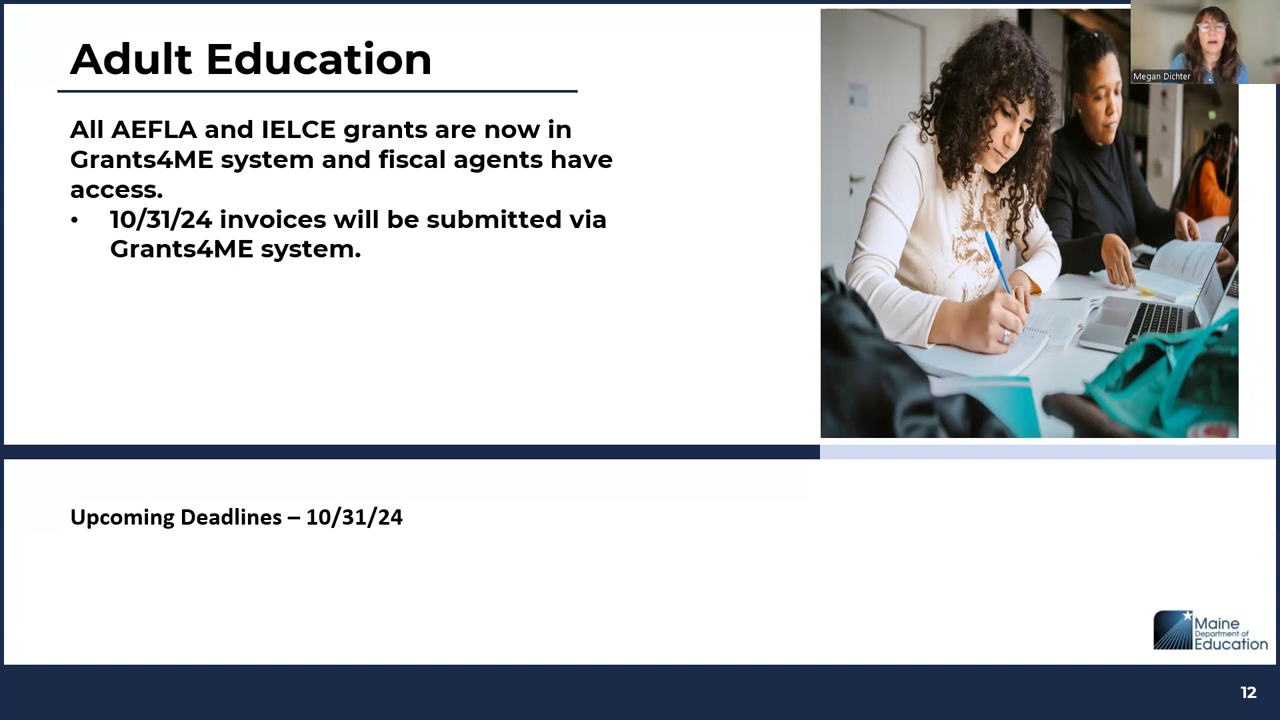 Adult Education
All AEFLA and IELCE grants are now in
Grants4ME system and fiscal agents have
access.
• 10/31/24 invoices will be submitted via
Grants4ME system.
Megan Dichter
Upcoming Deadlines – 10/31/24
Maine
Department of
Education
12